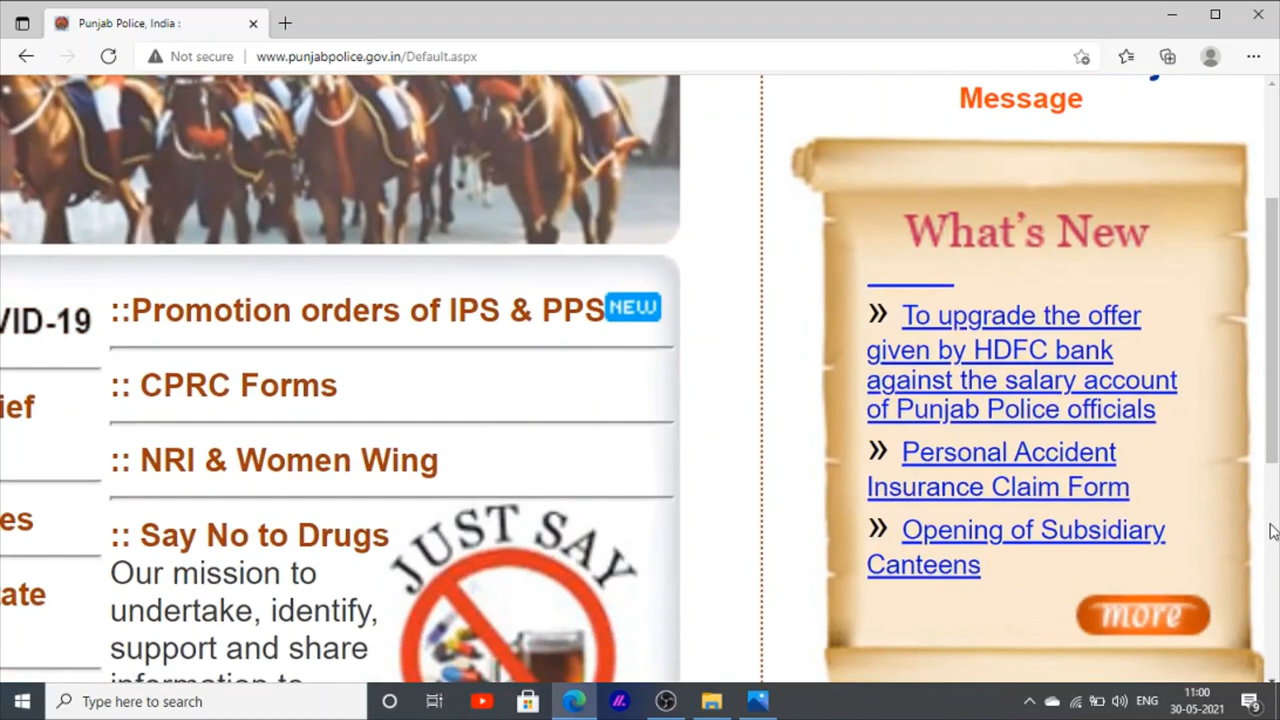 Punjab Police, India :
Not secure
www.punjabpolice.gov.in/Default.aspx
Message
What's New
» To upgrade the offer
given by HDFC bank
against the salary account
of Punjab Police officials
» Personal Accident
Insurance Claim Form
» Opening of Subsidiary
Canteens
more
VID-19
ief
es
ate
::Promotion orders of IPS & PPS NEW
:: CPRC Forms
:: NRI & Women Wing
:: Say No to Drugs
Our mission to
undertake, identify,
support and share
JUST SAY
Type here to search
ENG
11:00
30-05-2021
9